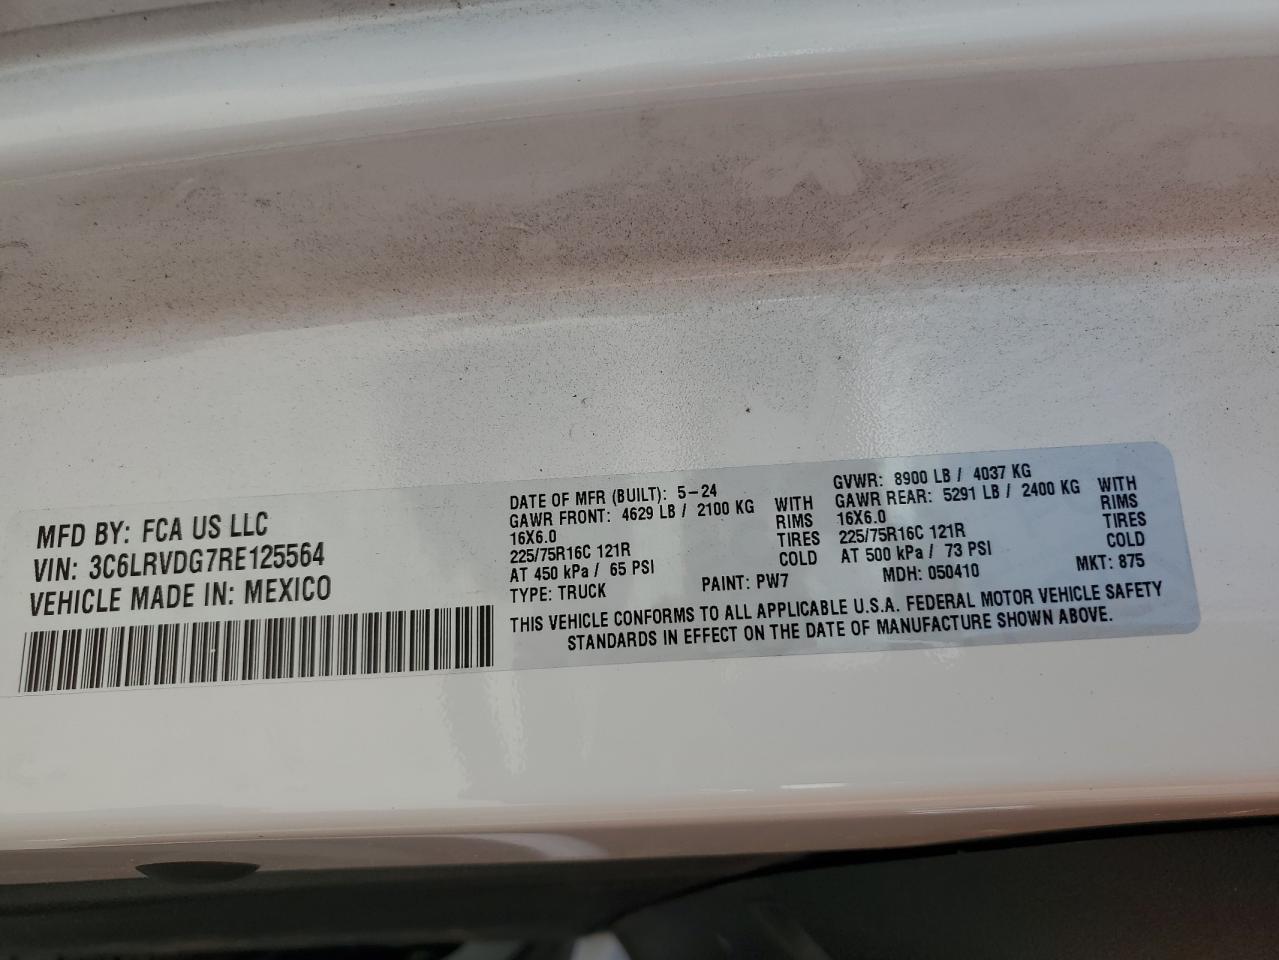 MFD BY: FCA US LLC
VIN: 3C6LRVDG7RE125564
VEHICLE MADE IN: MEXICO
DATE OF MFR (BUILT): 5-24
GAWR FRONT: 4629 LB / 2100 KG WITH
16X6.0 RIMS
225/75R16C 121R TIRES
AT 450 kPa / 65 PSI COLD
TYPE: TRUCK PAINT: PW7
GVWR: 8900 LB / 4037 KG
GAWR REAR: 5291 LB / 2400 KG WITH
16X6.0 RIMS
225/75R16C 121R TIRES
AT 500 kPa / 73 PSI COLD
MDH: 050410 MKT: 875
THIS VEHICLE CONFORMS TO ALL APPLICABLE U.S.A. FEDERAL MOTOR VEHICLE SAFETY
STANDARDS IN EFFECT ON THE DATE OF MANUFACTURE SHOWN ABOVE.